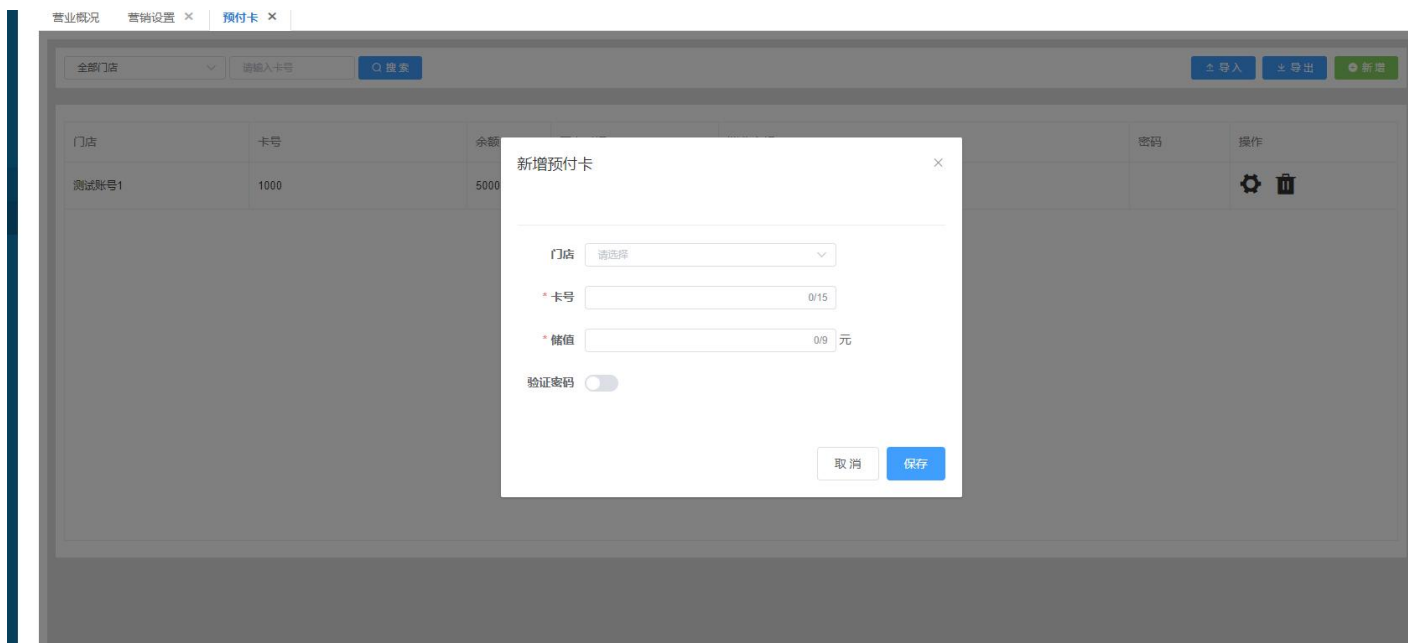 营业概况 营销设置 × 预付卡 ×
全部门店 请输入卡号 搜索 导入 导出 新增
门店 卡号 余额 密码 操作
测试账号1 1000 5000
新增预付卡 ×
门店 请选择
* 卡号 0/15
* 储值 0/9 元
验证密码
取消 保存